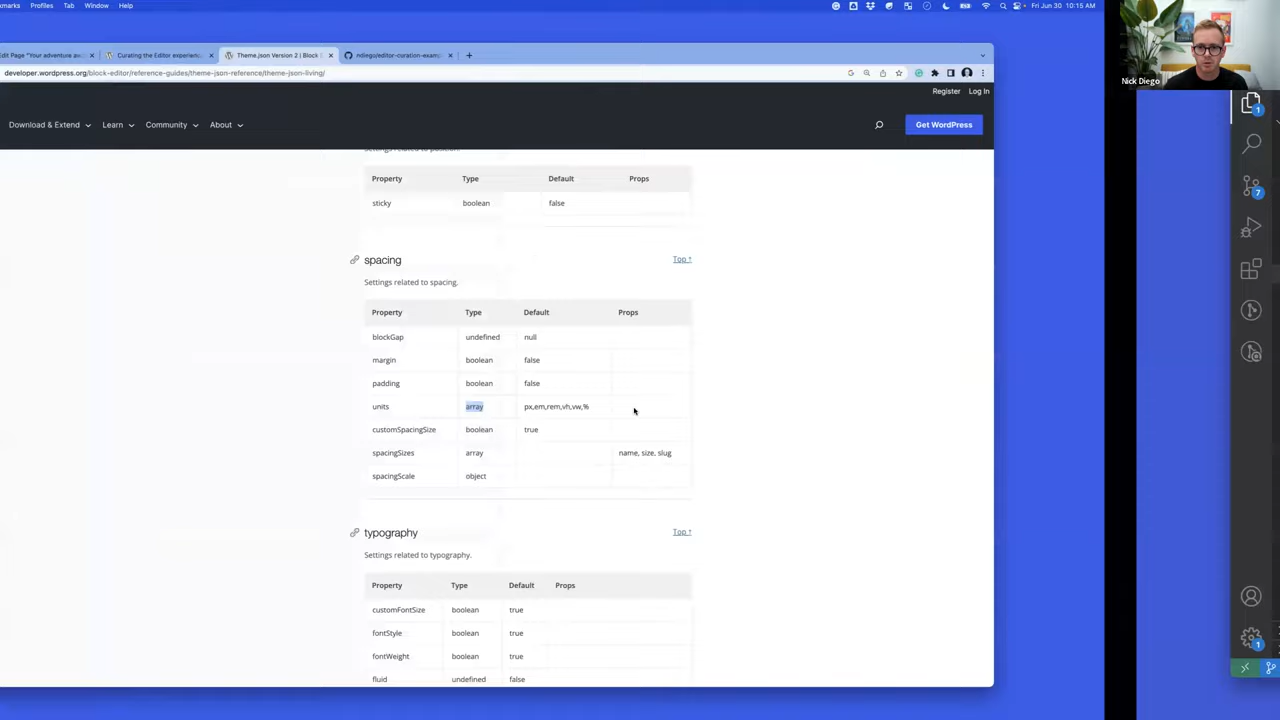 kmarks Profiles Tab Window Help Fri Jun 30 10:15 AM
Edit Page "Your adventure aw Curating the Editor experienc Theme.json Version 2 | Block E ndiego/editor-curation-exam
developer.wordpress.org/block-editor/reference-guides/theme-json-reference/theme-json-living/
Nick Diego
Register Log In
Download & Extend Learn Community About Get WordPress
Settings related to position.
Property Type Default Props
sticky boolean false
spacing Top ↑
Settings related to spacing.
Property Type Default Props
blockGap undefined null
margin boolean false
padding boolean false
units array px,em,rem,vh,vw,%
customSpacingSize boolean true
spacingSizes array name, size, slug
spacingScale object
typography Top ↑
Settings related to typography.
Property Type Default Props
customFontSize boolean true
fontStyle boolean true
fontWeight boolean true
fluid undefined false
1
7
1